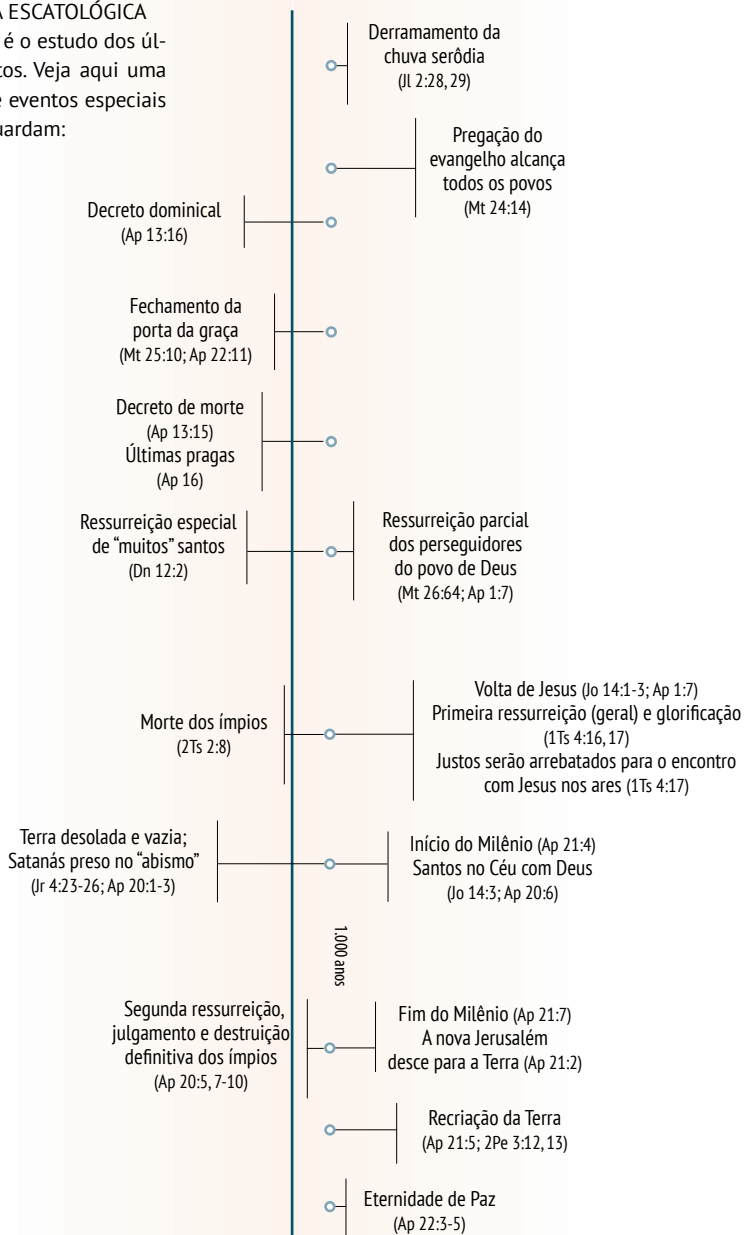 A ESCATOLÓGICA
é o estudo dos úl-
tos. Veja aqui uma
e eventos especiais
uardam:
Derramamento da
chuva serôdia
(Jl 2:28, 29)
Pregação do
evangelho alcança
todos os povos
(Mt 24:14)
Decreto dominical
(Ap 13:16)
Fechamento da
porta da graça
(Mt 25:10; Ap 22:11)
Decreto de morte
(Ap 13:15)
Últimas pragas
(Ap 16)
Ressurreição especial
de “muitos” santos
(Dn 12:2)
Ressurreição parcial
dos perseguidores
do povo de Deus
(Mt 26:64; Ap 1:7)
Morte dos ímpios
(2Ts 2:8)
Volta de Jesus (Jo 14:1-3; Ap 1:7)
Primeira ressurreição (geral) e glorificação
(1Ts 4:16, 17)
Justos serão arrebatados para o encontro
com Jesus nos ares (1Ts 4:17)
Terra desolada e vazia;
Satanás preso no “abismo”
(Jr 4:23-26; Ap 20:1-3)
Início do Milênio (Ap 21:4)
Santos no Céu com Deus
(Jo 14:3; Ap 20:6)
1.000 anos
Segunda ressurreição,
julgamento e destruição
definitiva dos ímpios
(Ap 20:5, 7-10)
Fim do Milênio (Ap 21:7)
A nova Jerusalém
desce para a Terra (Ap 21:2)
Recriação da Terra
(Ap 21:5; 2Pe 3:12, 13)
Eternidade de Paz
(Ap 22:3-5)